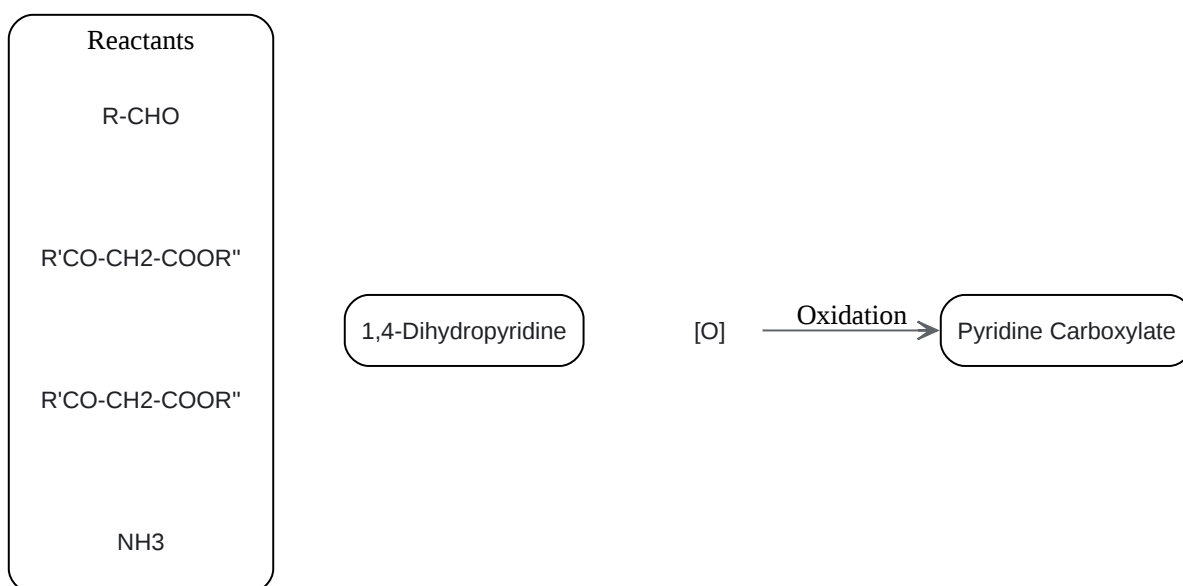 Reactants
R-CHO
R'CO-CH2-COOR"
R'CO-CH2-COOR"
NH3
1,4-Dihydropyridine
[O]
Oxidation
Pyridine Carboxylate